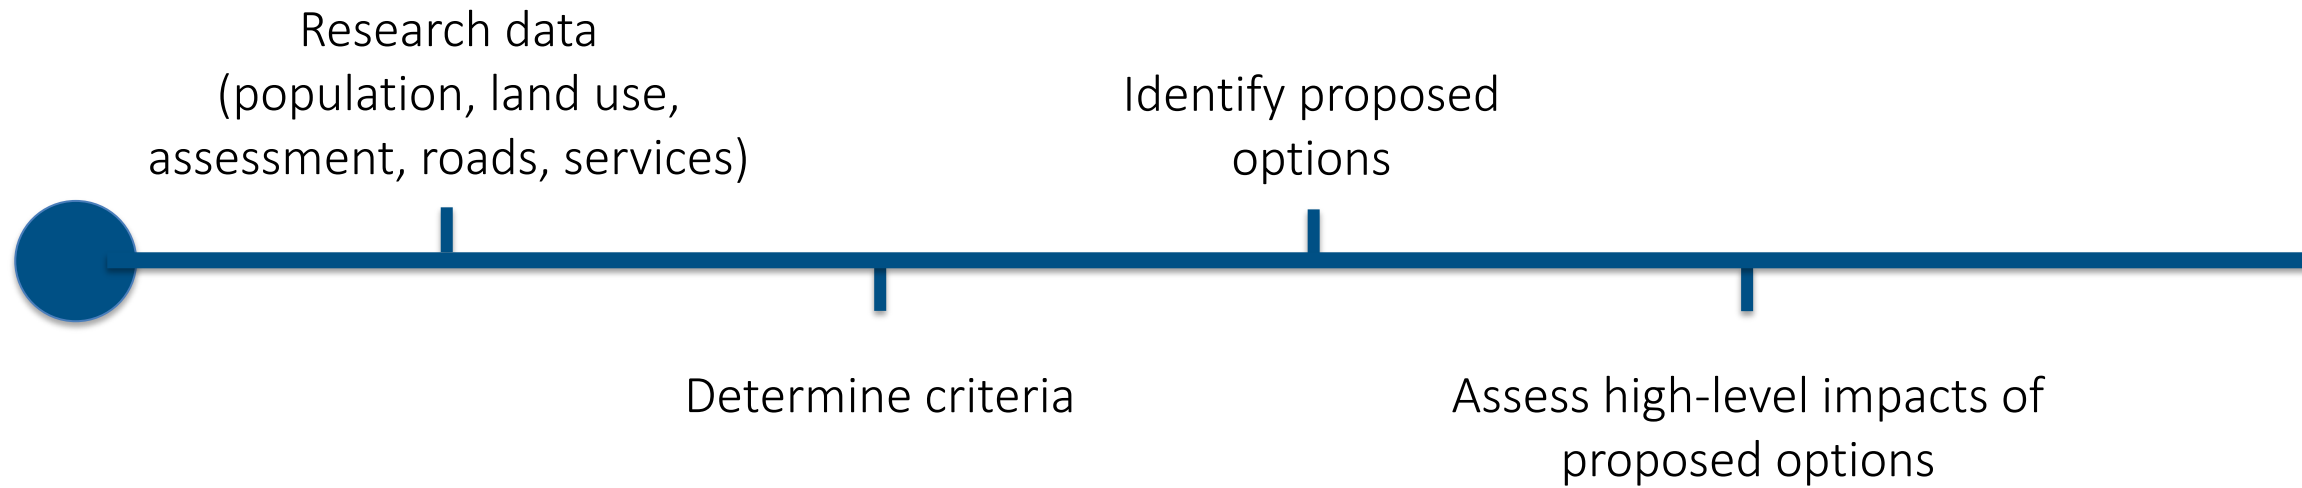 Research data
(population, land use,
assessment, roads, services)
Determine criteria
Identify proposed
options
Assess high-level impacts of
proposed options